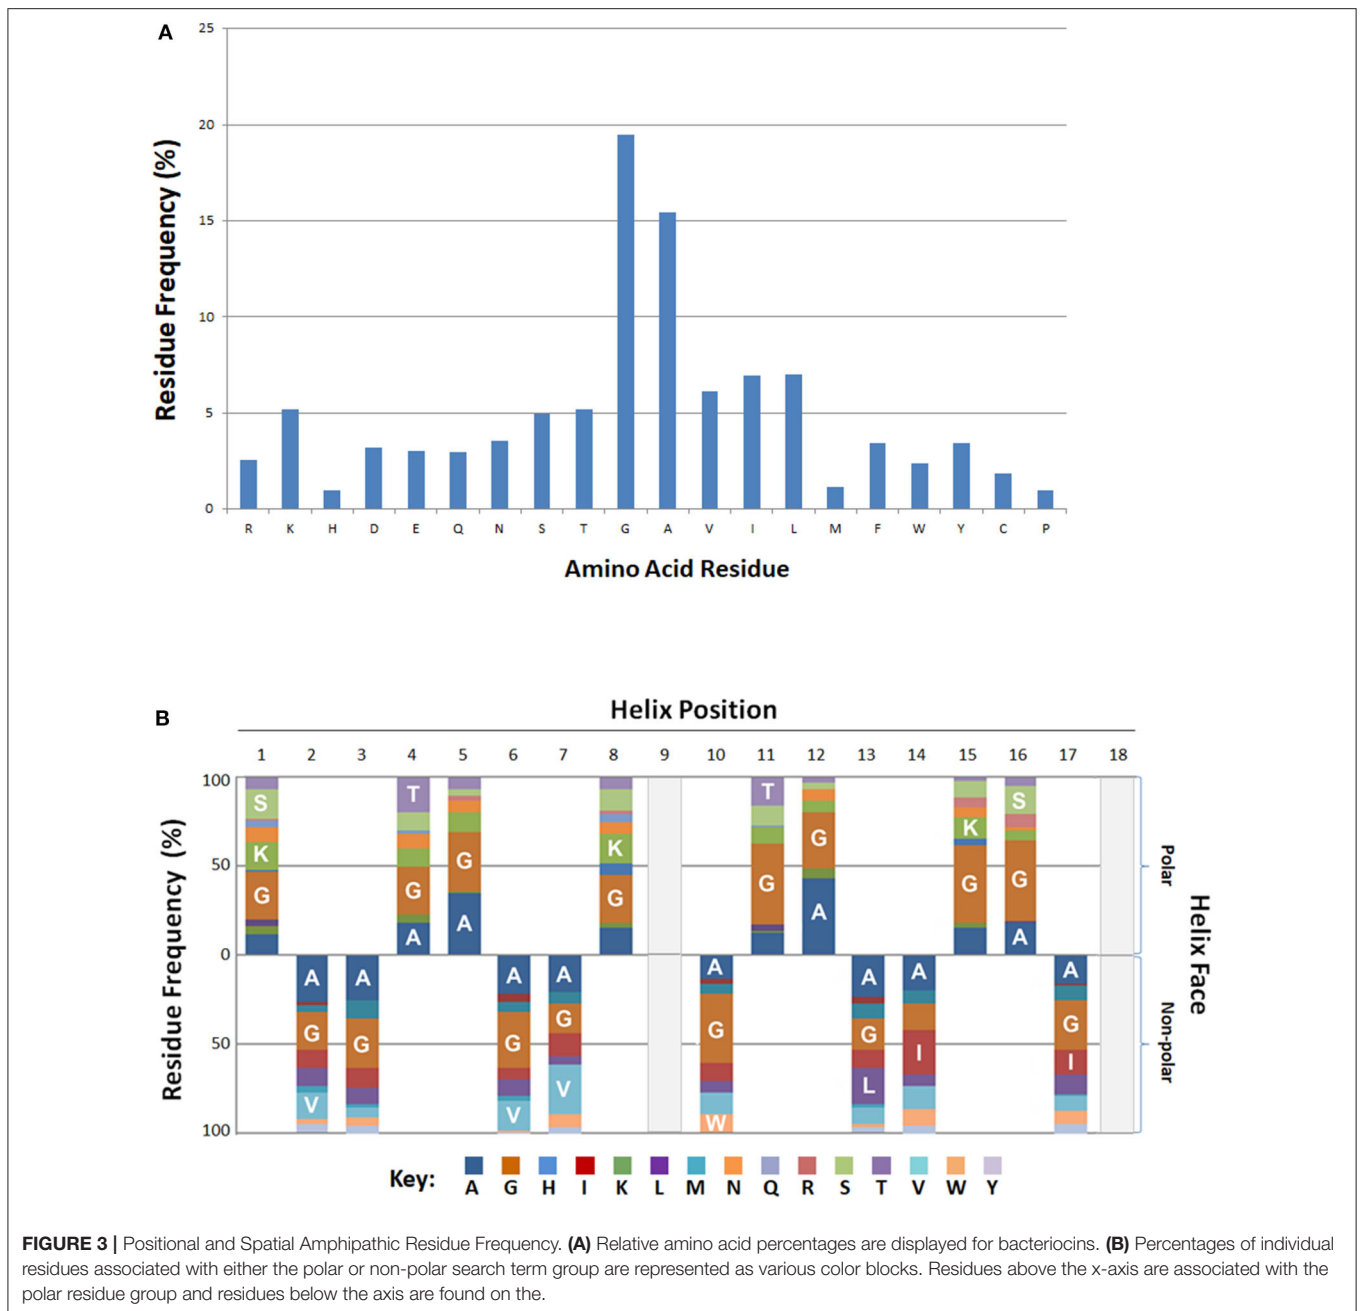 A
25
20
15
10
5
0
Residue Frequency (%)
R K H D E Q N S T G A V I L M F W Y C P
Amino Acid Residue
B
Helix Position
1 2 3 4 5 6 7 8 9 10 11 12 13 14 15 16 17 18
100
50
0
50
100
Residue Frequency (%)
S K G
A G V
A G
T G A
G A
A G G V
A G V
K G
A G W
T G
G A
A G L
A I
K G
S G A
A G I
Polar
Non-polar
Helix Face
Key: A G H I K L M N Q R S T V W Y
FIGURE 3 | Positional and Spatial Amphipathic Residue Frequency. (A) Relative amino acid percentages are displayed for bacteriocins. (B) Percentages of individual
residues associated with either the polar or non-polar search term group are represented as various color blocks. Residues above the x-axis are associated with the
polar residue group and residues below the axis are found on the.